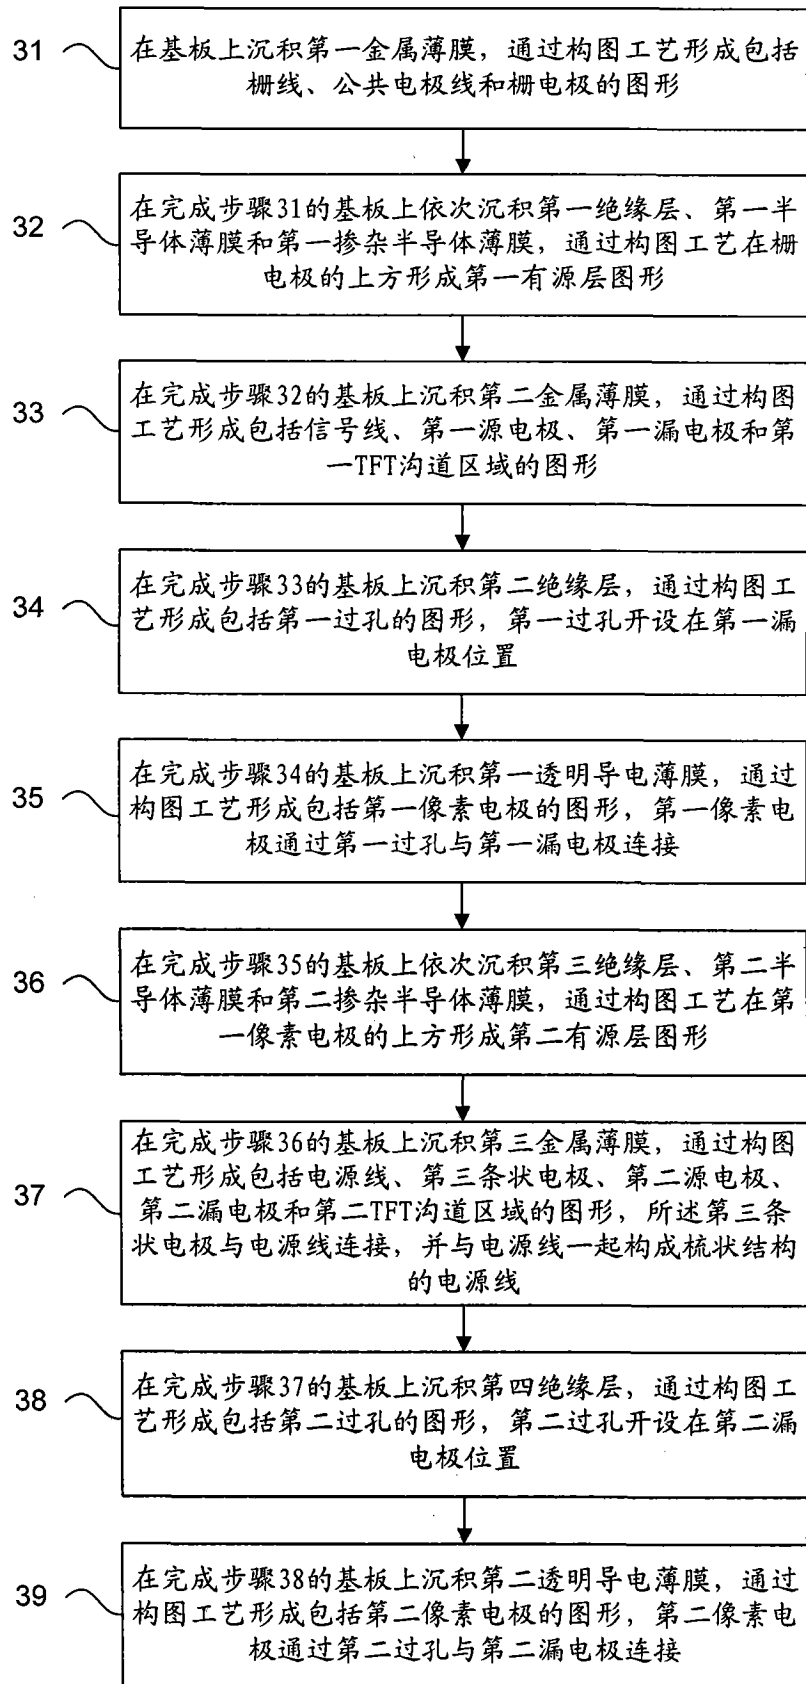 31
在基板上沉积第一金属薄膜，通过构图工艺形成包括
栅线、公共电极线和栅电极的图形
32
在完成步骤31的基板上依次沉积第一绝缘层、第一半
导体薄膜和第一掺杂半导体薄膜，通过构图工艺在栅
电极的上方形成第一有源层图形
33
在完成步骤32的基板上沉积第二金属薄膜，通过构图
工艺形成包括信号线、第一源电极、第一漏电极和第
一TFT沟道区域的图形
34
在完成步骤33的基板上沉积第二绝缘层，通过构图工
艺形成包括第一过孔的图形，第一过孔开设在第一漏
电极位置
35
在完成步骤34的基板上沉积第一透明导电薄膜，通过
构图工艺形成包括第一像素电极的图形，第一像素电
极通过第一过孔与第一漏电极连接
36
在完成步骤35的基板上依次沉积第三绝缘层、第二半
导体薄膜和第二掺杂半导体薄膜，通过构图工艺在第
一像素电极的上方形成第二有源层图形
37
在完成步骤36的基板上沉积第三金属薄膜，通过构图
工艺形成包括电源线、第三条状电极、第二源电极、
第二漏电极和第二TFT沟道区域的图形，所述第三条
状电极与电源线连接，并与电源线一起构成梳状结构
的电源线
38
在完成步骤37的基板上沉积第四绝缘层，通过构图工
艺形成包括第二过孔的图形，第二过孔开设在第二漏
电极位置
39
在完成步骤38的基板上沉积第二透明导电薄膜，通过
构图工艺形成包括第二像素电极的图形，第二像素电
极通过第二过孔与第二漏电极连接